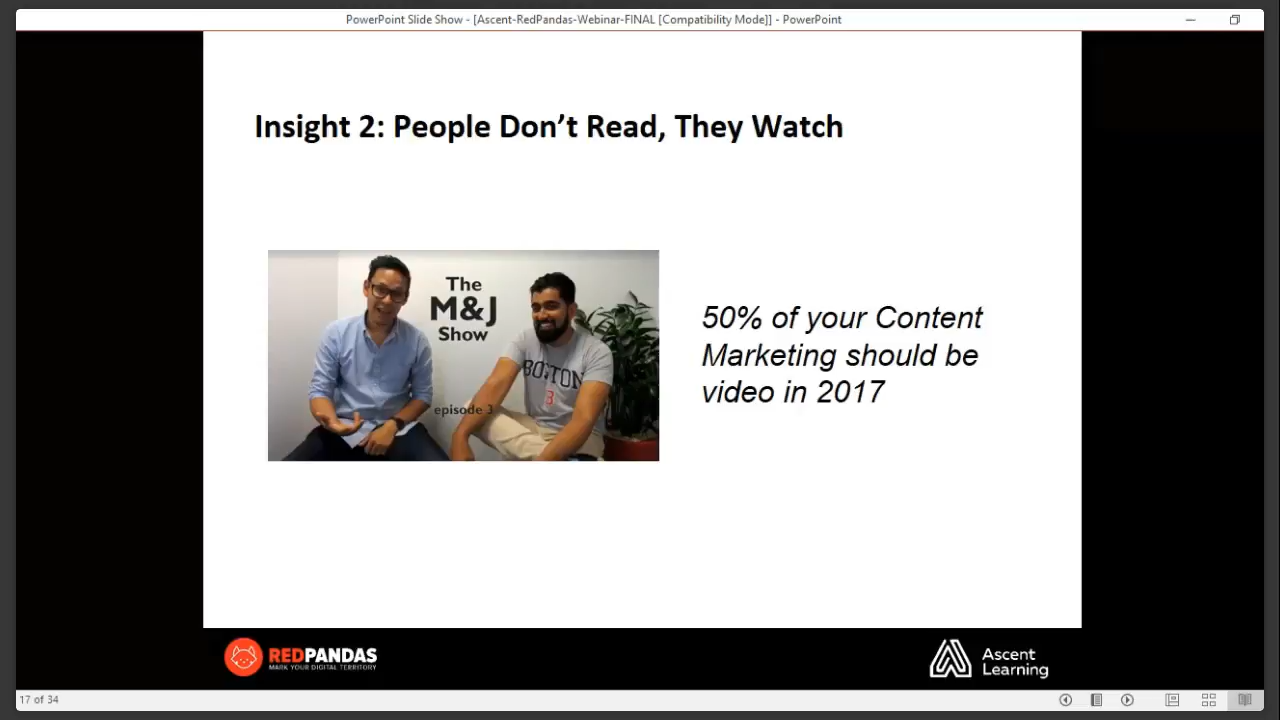 PowerPoint Slide Show - [Ascent-RedPandas-Webinar-FINAL [Compatibility Mode]] - PowerPoint
Insight 2: People Don’t Read, They Watch
The
M&J
Show
BOSTON
3
episode 3
50% of your Content
Marketing should be
video in 2017
REDPANDAS
MARK YOUR DIGITAL TERRITORY
Ascent
Learning
17 of 34